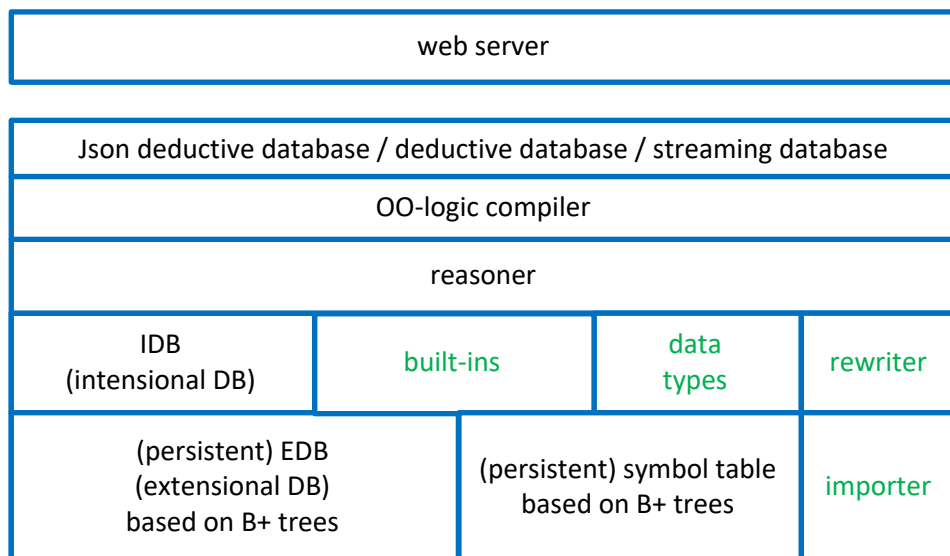 web server
Json deductive database / deductive database / streaming database
OO-logic compiler
reasoner
IDB
(intensional DB)
built-ins
data
types
rewriter
(persistent) EDB
(extensional DB)
based on B+ trees
(persistent) symbol table
based on B+ trees
importer